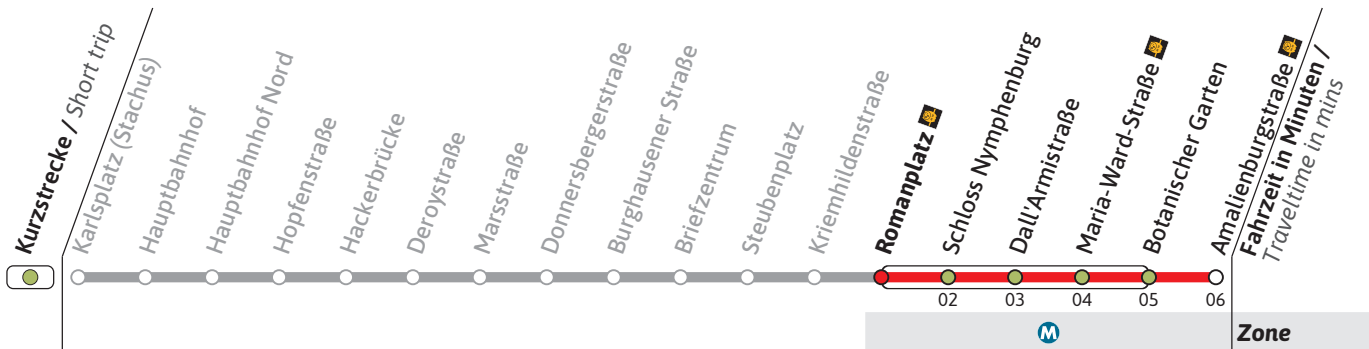 Kurzstrecke / Short trip
Karlsplatz (Stachus)
Hauptbahnhof
Hauptbahnhof Nord
Hopfenstraße
Hackerbrücke
Deroystraße
Marsstraße
Donnersbergerstraße
Burghausener Straße
Briefzentrum
Steubenplatz
Kriemhildenstraße
Romanplatz
Schloss Nymphenburg
Dall'Armistraße
Maria-Ward-Straße
Botanischer Garten
Amalienburgstraße
Fahrzeit in Minuten /
Traveltime in mins
02 03 04 05 06
M Zone